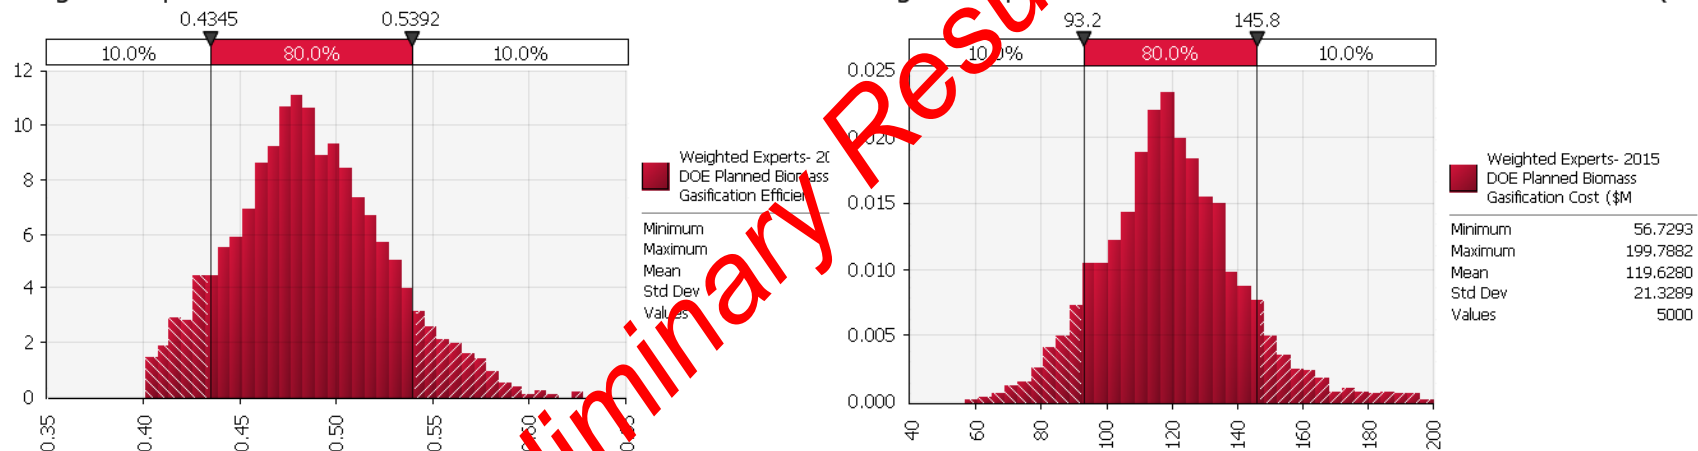 0.4345 0.5392
10.0% 80.0% 10.0%
12
10
8
6
4
2
0
0.35 0.40 0.45 0.50 0.55
Weighted Experts-
DOE Planned Biomass
Gasification
Minimum
Maximum
Mean
Std Dev
Values
93.2 145.8
10.0% 80.0% 10.0%
0.025
0.020
0.015
0.010
0.005
0.000
40 60 80 100 120 140 160 180 200
Weighted Experts- 2015
DOE Planned Biomass
Gasification Cost ($M
Minimum 56.7293
Maximum 199.7882
Mean 119.6280
Std Dev 21.3289
Values 5000
liminary Resu